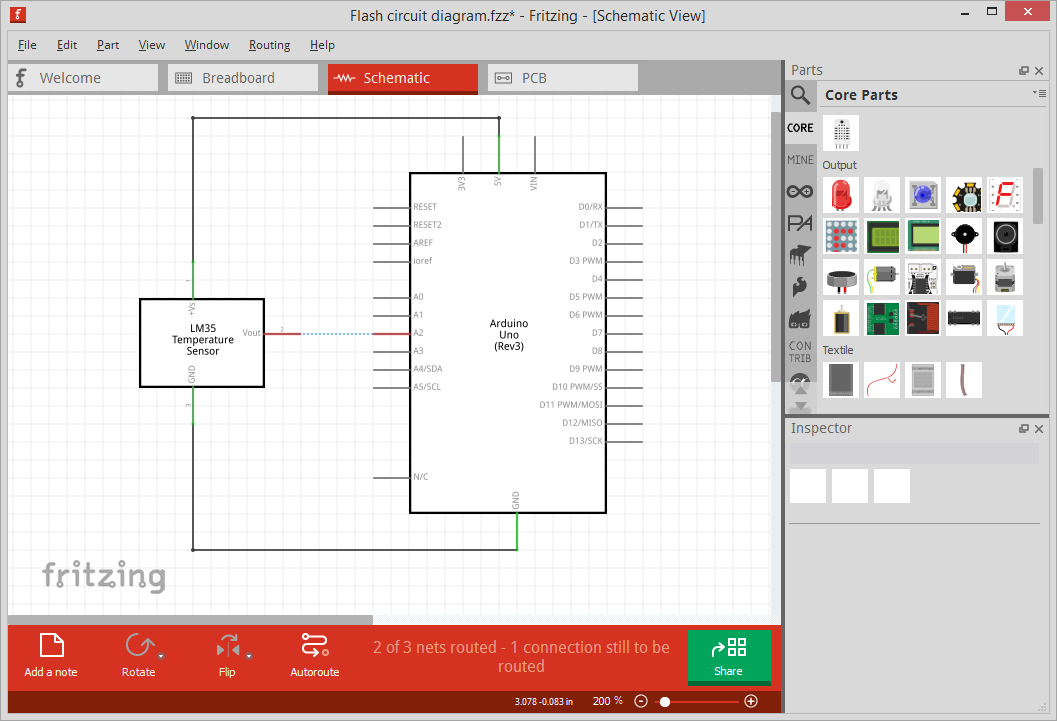 Flash circuit diagram.fzz* - Fritzing - [Schematic View]
File Edit Part View Window Routing Help
Welcome Breadboard Schematic PCB
Parts
Core Parts
CORE
MINE
CON
TRIB
Output
Textile
3V3 5V VIN
RESET
RESET2
AREF
ioref
A0
A1
A2
A3
A4/SDA
A5/SCL
N/C
D0/RX
D1/TX
D2
D3 PWM
D4
D5 PWM
D6 PWM
D7
D8
D9 PWM
D10 PWM/SS
D11 PWM/MOSI
D12/MISO
D13/SCK
GND
Arduino
Uno
(Rev3)
1
+Vs
LM35
Temperature
Sensor
Vout 2
GND
3
fritzing
Inspector
Add a note Rotate Flip Autoroute
2 of 3 nets routed - 1 connection still to be
routed
Share
3.078 -0.083 in 200 %